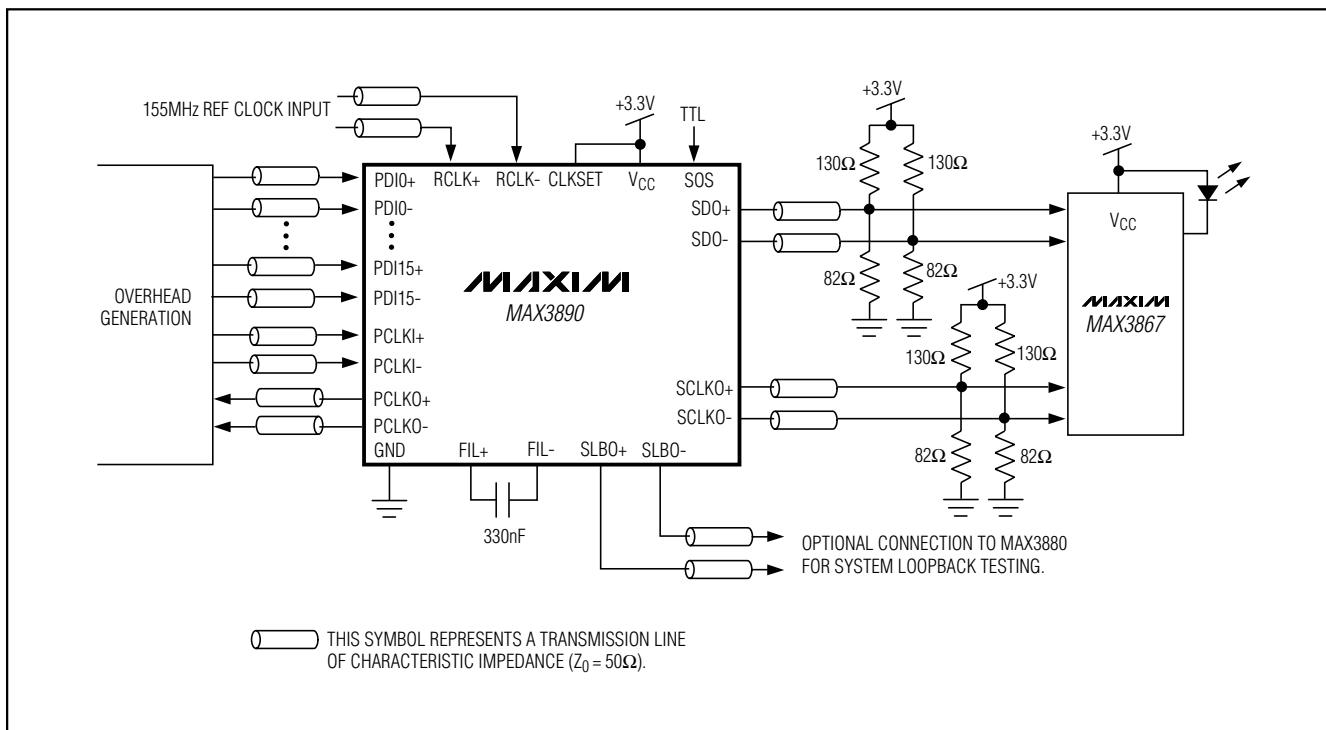 155MHz REF CLOCK INPUT
+3.3V
TTL
+3.3V
+3.3V
130Ω
130Ω
PDI0+
RCLK+
RCLK-
CLKSET
VCC
SOS
PDI0-
PDI15+
PDI15-
PCLKI+
PCLKI-
PCLKO+
PCLKO-
GND
FIL+
FIL-
SLBO+
SLBO-
SDO+
SDO-
SCLKO+
SCLKO-
MAXIM
MAX3890
OVERHEAD
GENERATION
82Ω
82Ω
+3.3V
130Ω
130Ω
82Ω
82Ω
VCC
MAXIM
MAX3867
330nF
OPTIONAL CONNECTION TO MAX3880
FOR SYSTEM LOOPBACK TESTING.
THIS SYMBOL REPRESENTS A TRANSMISSION LINE
OF CHARACTERISTIC IMPEDANCE (Z0 = 50Ω).